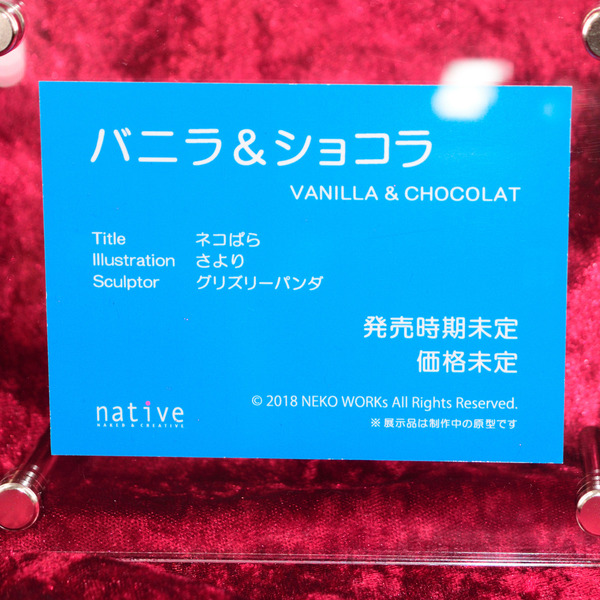 バニラ＆ショコラ
VANILLA & CHOCOLAT
Title ネコぱら
Illustration さより
Sculptor グリズリーパンダ
発売時期未定
価格未定
© 2018 NEKO WORKs All Rights Reserved.
※ 展示品は制作中の原型です
native
NAKED & CREATIVE